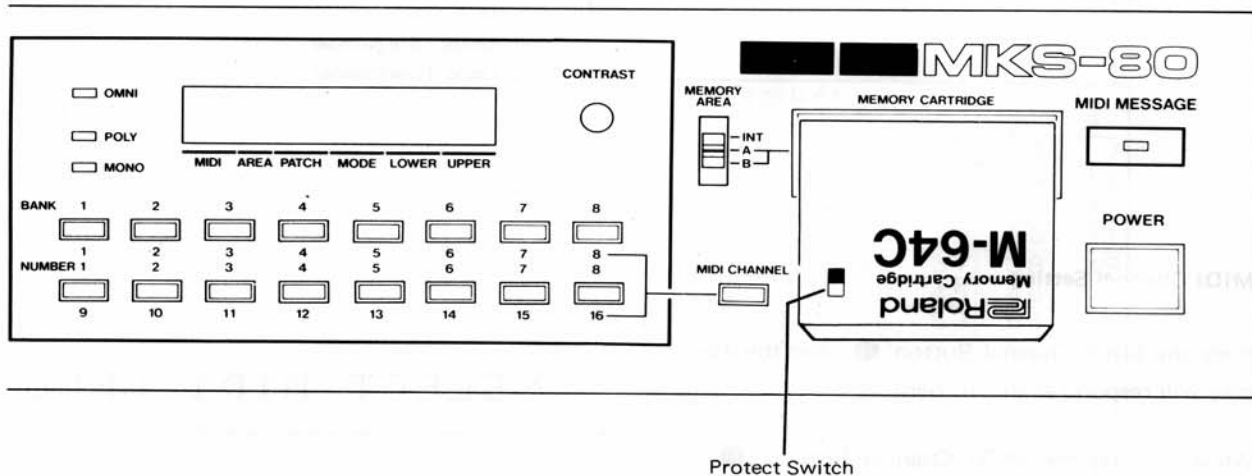 MKS-80
CONTRAST
MEMORY AREA
MEMORY CARTRIDGE
MIDI MESSAGE
OMNI
POLY
MONO
INT
A
B
MIDI AREA PATCH MODE LOWER UPPER
BANK 1 2 3 4 5 6 7 8
1 2 3 4 5 6 7 8
NUMBER 1 2 3 4 5 6 7 8
9 10 11 12 13 14 15 16
MIDI CHANNEL
POWER
Roland
Memory Cartridge
M-64C
Protect Switch